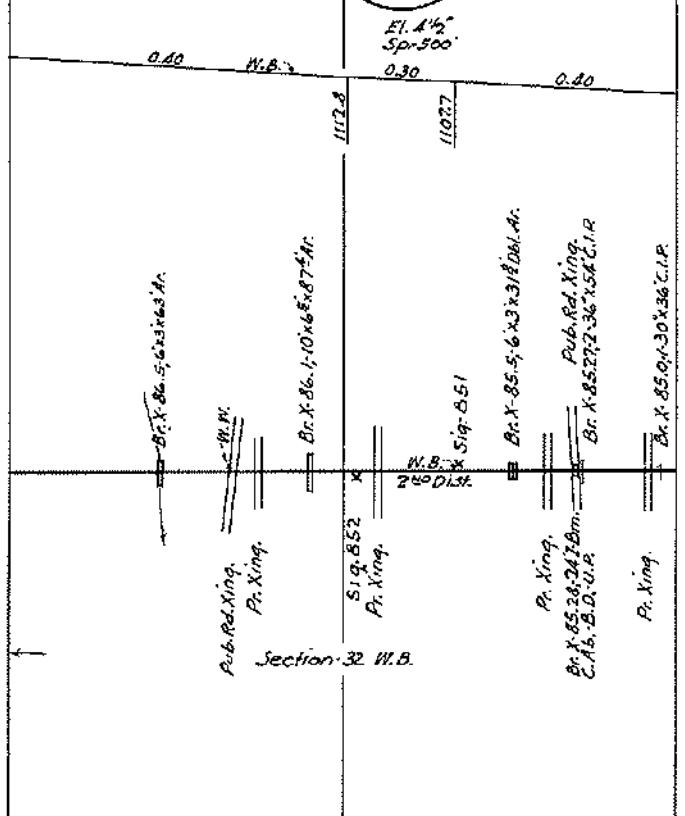 El. 4½"
Spr-500'
0.40
W.B.
0.30
0.40
1112.8
1107.7
Br. X-86.5, 6'x3'x63' Ar.
W.W.
Br. X-86.1,-10'x6⁵x87⁴ Ar.
Sig-851
Br. X-85.5,-6'x3'x31⁸ Dbl. Ar.
Pub. Rd. Xing.
Br. X-85.27, 2-36"x54' C.I.P.
Br. X-85.0, 1-30"x36' C.I.P.
W.B.
2ND Dist.
Pub. Rd. Xing.
Pr. Xing.
Sig. 852
Pr. Xing.
Pr. Xing.
Br. X-85.28,-24' I-Bm.
C. Ab.-B.D.-U.P.
Pr. Xing.
Section-32 W.B.